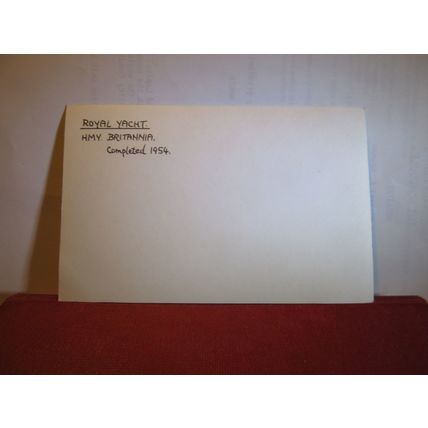 ROYAL YACHT.
HMY. BRITANNIA.
Completed 1954.